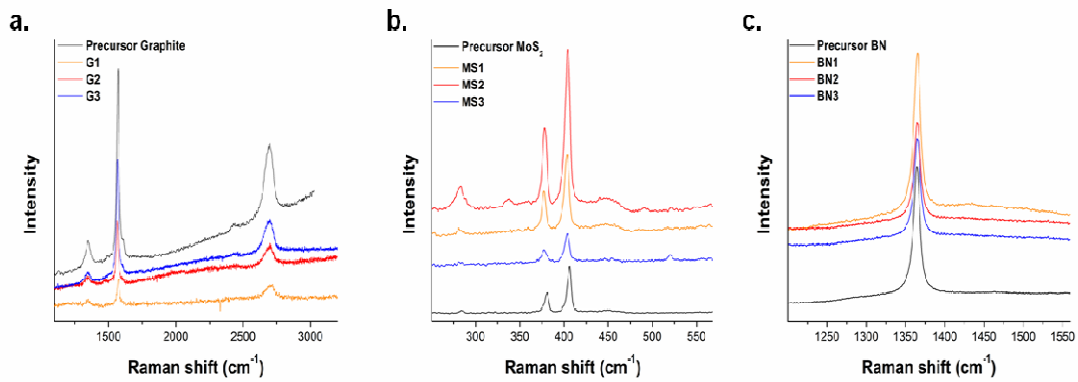 a.
Precursor Graphite
G1
G2
G3
Intensity
1500 2000 2500 3000
Raman shift (cm⁻¹)
b.
Precursor MoS₂
MS1
MS2
MS3
Intensity
300 350 400 450 500 550
Raman shift (cm⁻¹)
c.
Precursor BN
BN1
BN2
BN3
Intensity
1250 1300 1350 1400 1450 1500 1550
Raman shift (cm⁻¹)